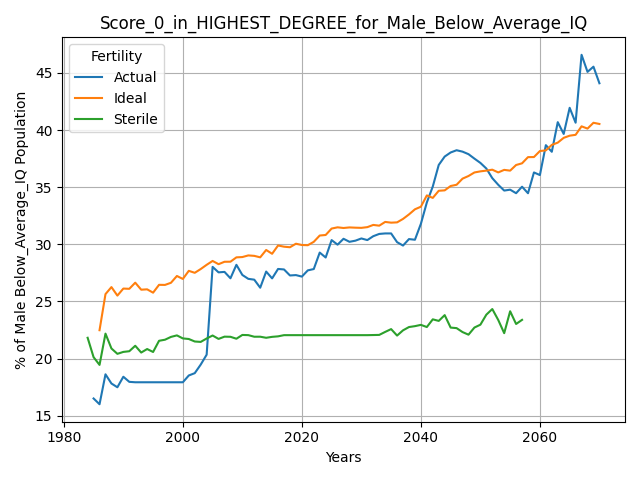 Score_0_in_HIGHEST_DEGREE_for_Male_Below_Average_IQ
Fertility
Actual
Ideal
Sterile
% of Male Below_Average_IQ Population
45
40
35
30
25
20
15
1980
2000
2020
2040
2060
Years